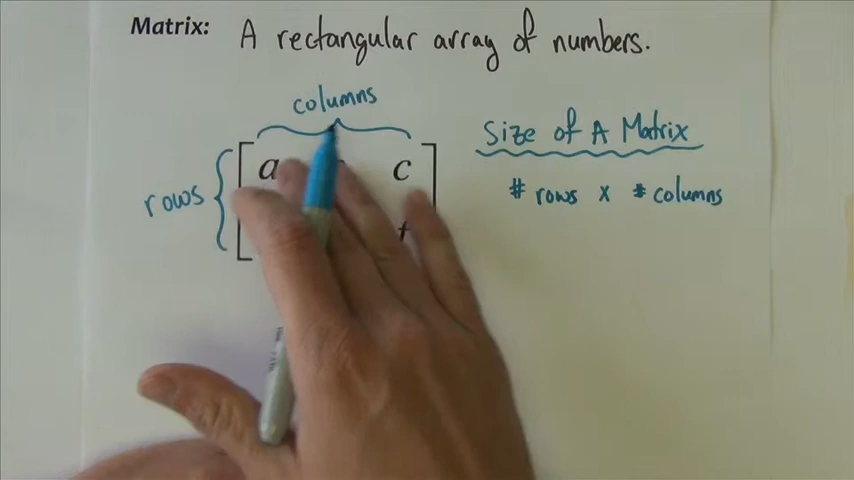 Matrix: A rectangular array of numbers.
columns
Size of A Matrix
rows a c
# rows x # columns